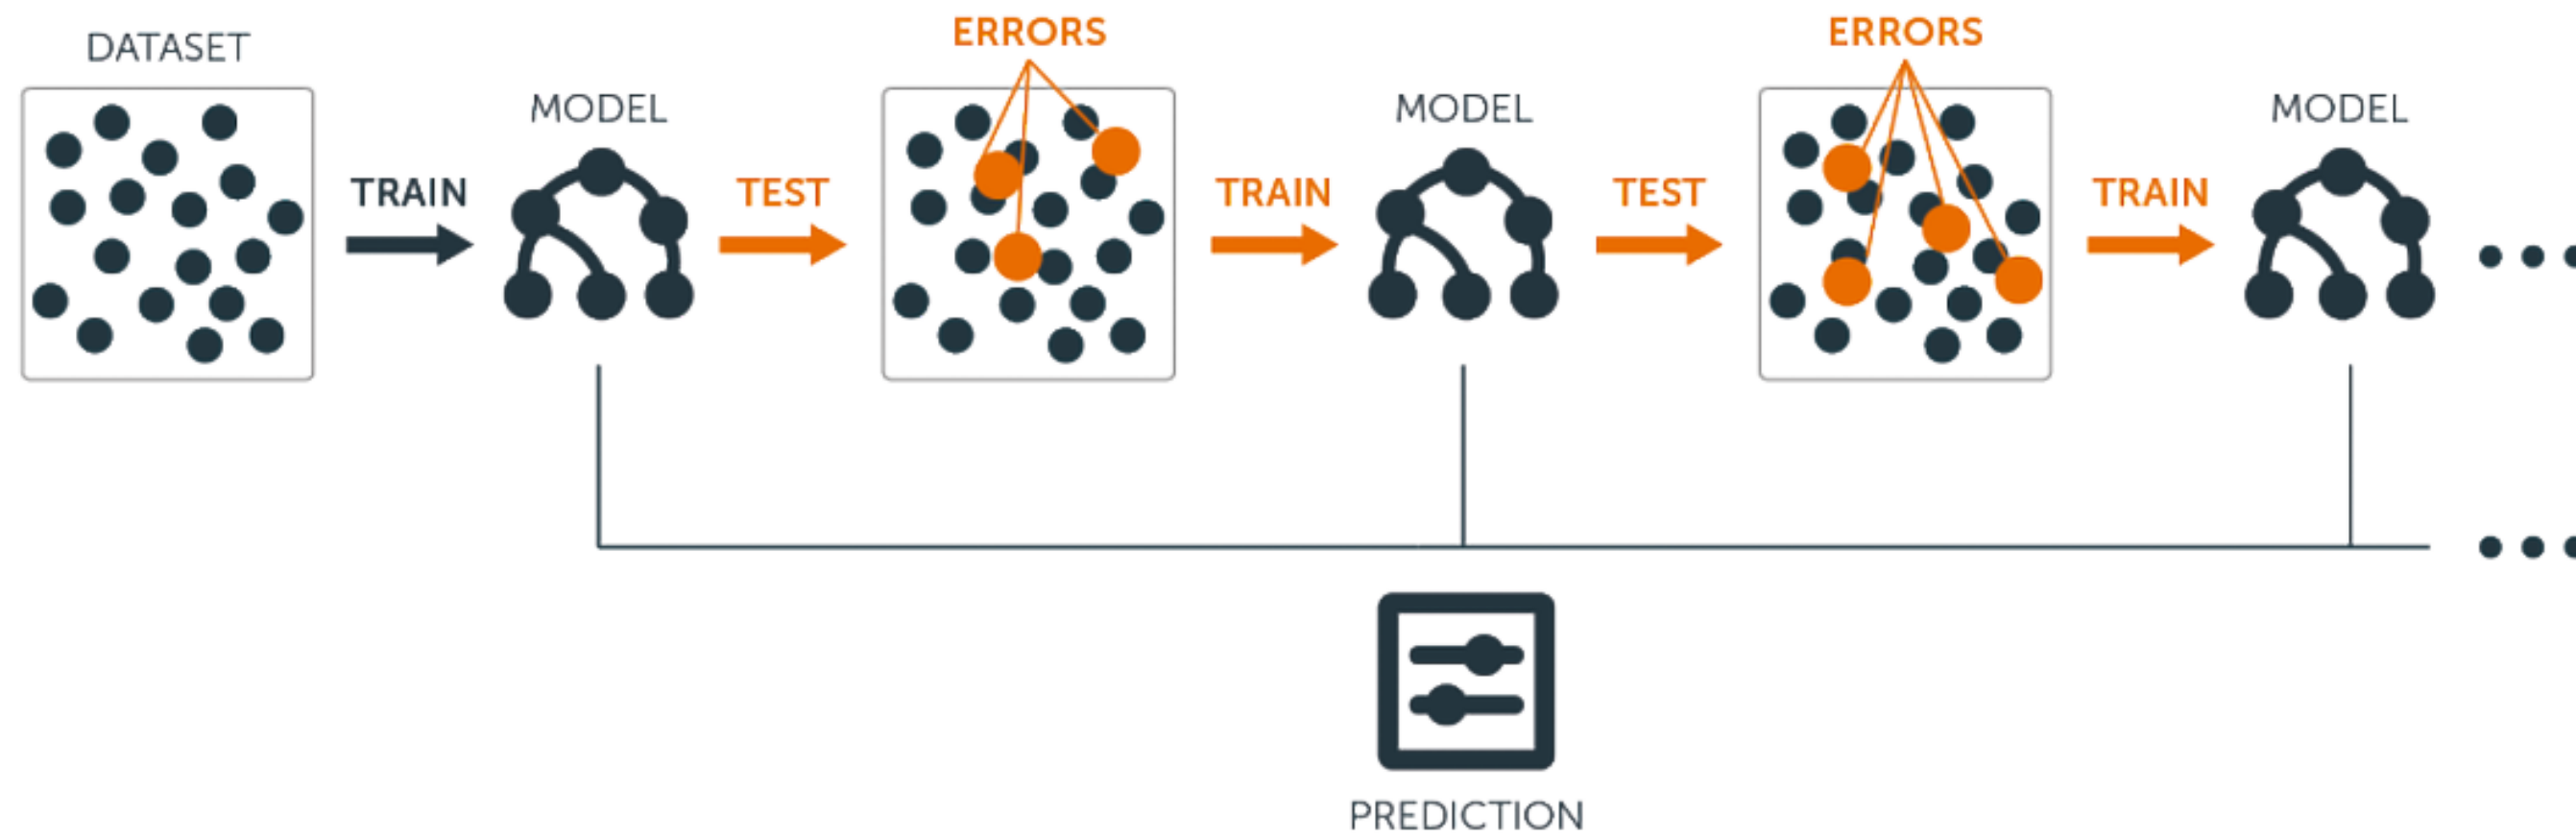 DATASET
TRAIN
MODEL
TEST
ERRORS
TRAIN
MODEL
TEST
ERRORS
TRAIN
MODEL
PREDICTION